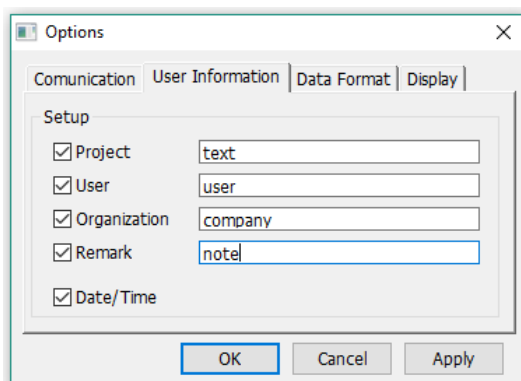 Options
Comunication User Information Data Format Display
Setup
Project text
User user
Organization company
Remark note
Date/Time
OK Cancel Apply